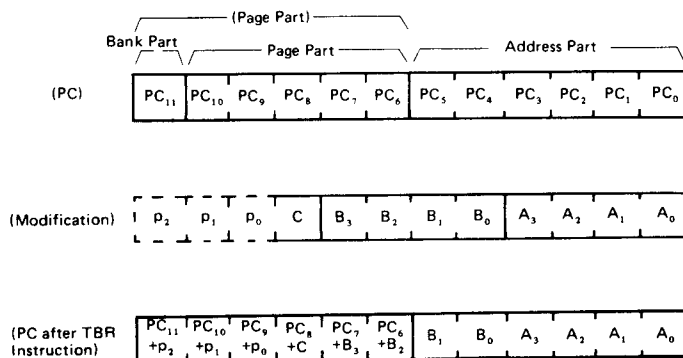 (Page Part)
Bank Part Page Part Address Part
(PC) PC₁₁ PC₁₀ PC₉ PC₈ PC₇ PC₆ PC₅ PC₄ PC₃ PC₂ PC₁ PC₀
(Modification) p₂ p₁ p₀ C B₃ B₂ B₁ B₀ A₃ A₂ A₁ A₀
(PC after TBR Instruction) PC₁₁ +p₂ PC₁₀ +p₁ PC₉ +p₀ PC₈ +C PC₇ +B₃ PC₆ +B₂ B₁ B₀ A₃ A₂ A₁ A₀